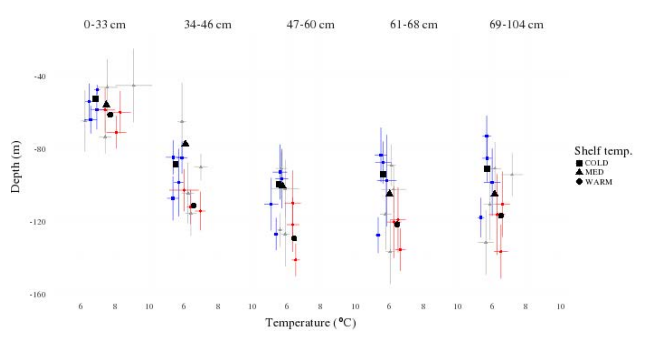 0-33 cm 34-46 cm 47-60 cm 61-68 cm 69-104 cm
-40
-80
-120
-160
Depth (m)
Shelf temp.
COLD
MED
WARM
6 8 10 6 8 10 6 8 10 6 8 10 6 8 10
Temperature (°C)